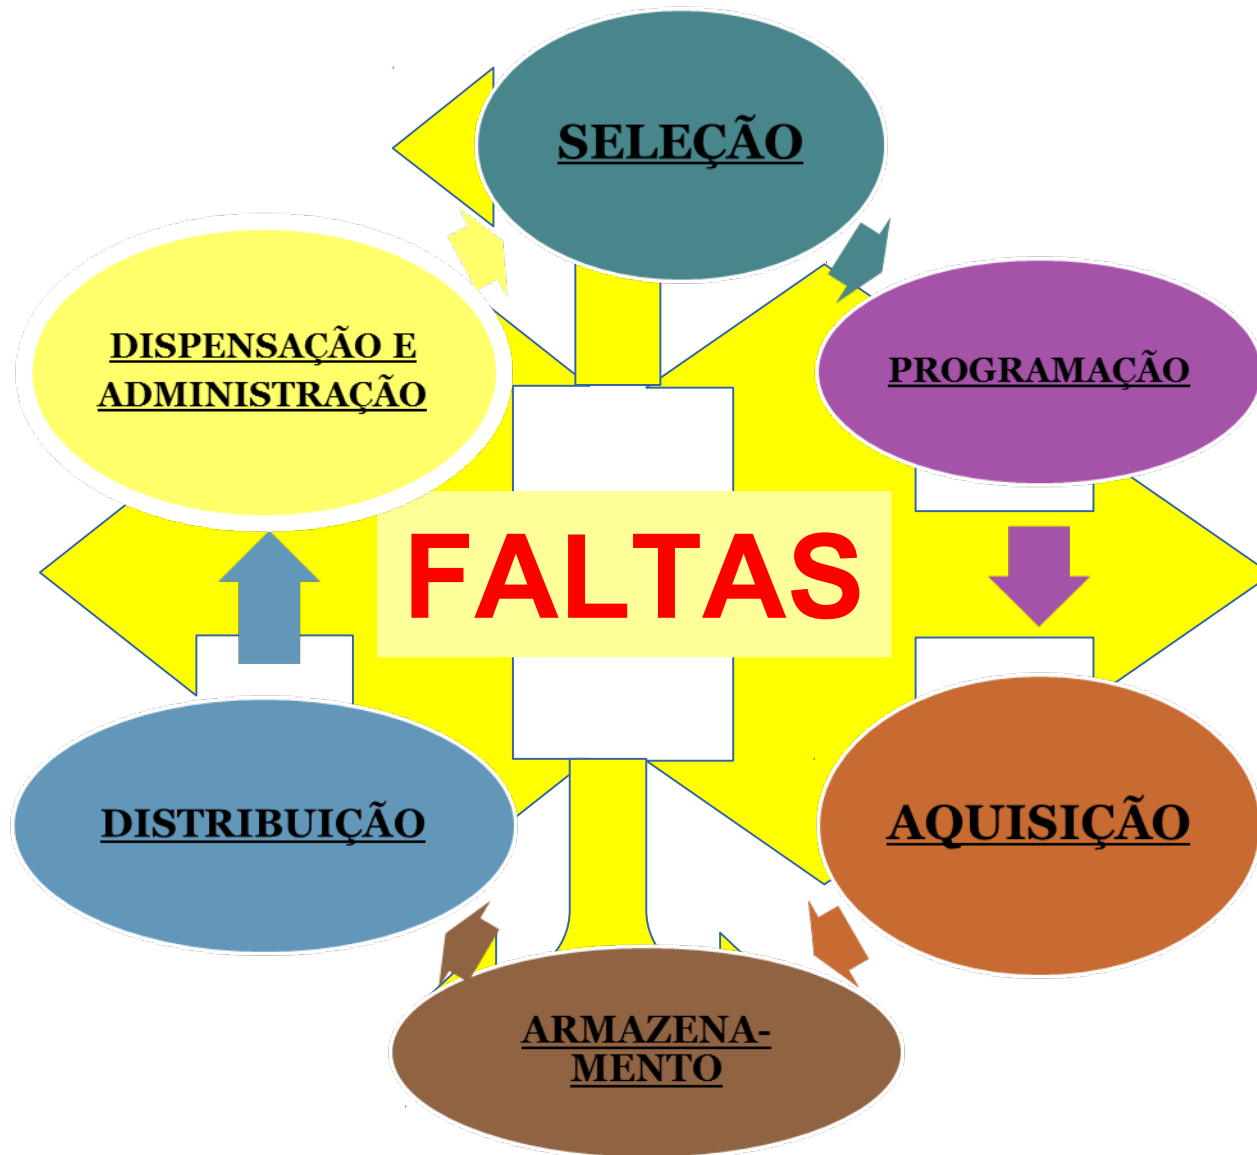 SELEÇÃO
PROGRAMAÇÃO
AQUISIÇÃO
ARMAZENA-
MENTO
DISTRIBUIÇÃO
DISPENSAÇÃO E
ADMINISTRAÇÃO
FALTAS